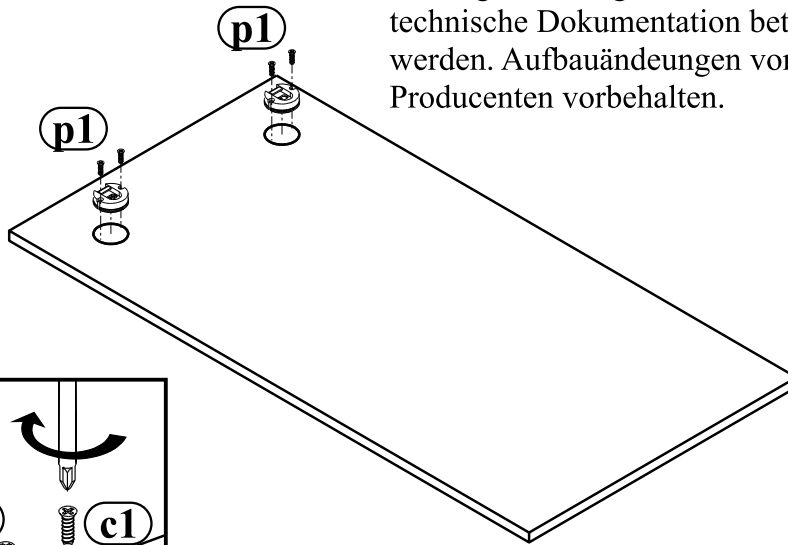 technische Dokumentation bet
werden. Aufbauändeungen vor
Producenten vorbehalten.
p1
p1
c1